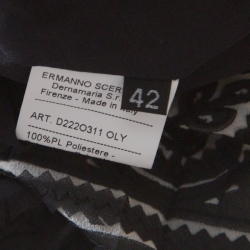 ERMANNO SCER
Dernamaria S.r.
Firenze - Made in Italy
42
ART. D222O311 OLY
100%PL Poliestere -